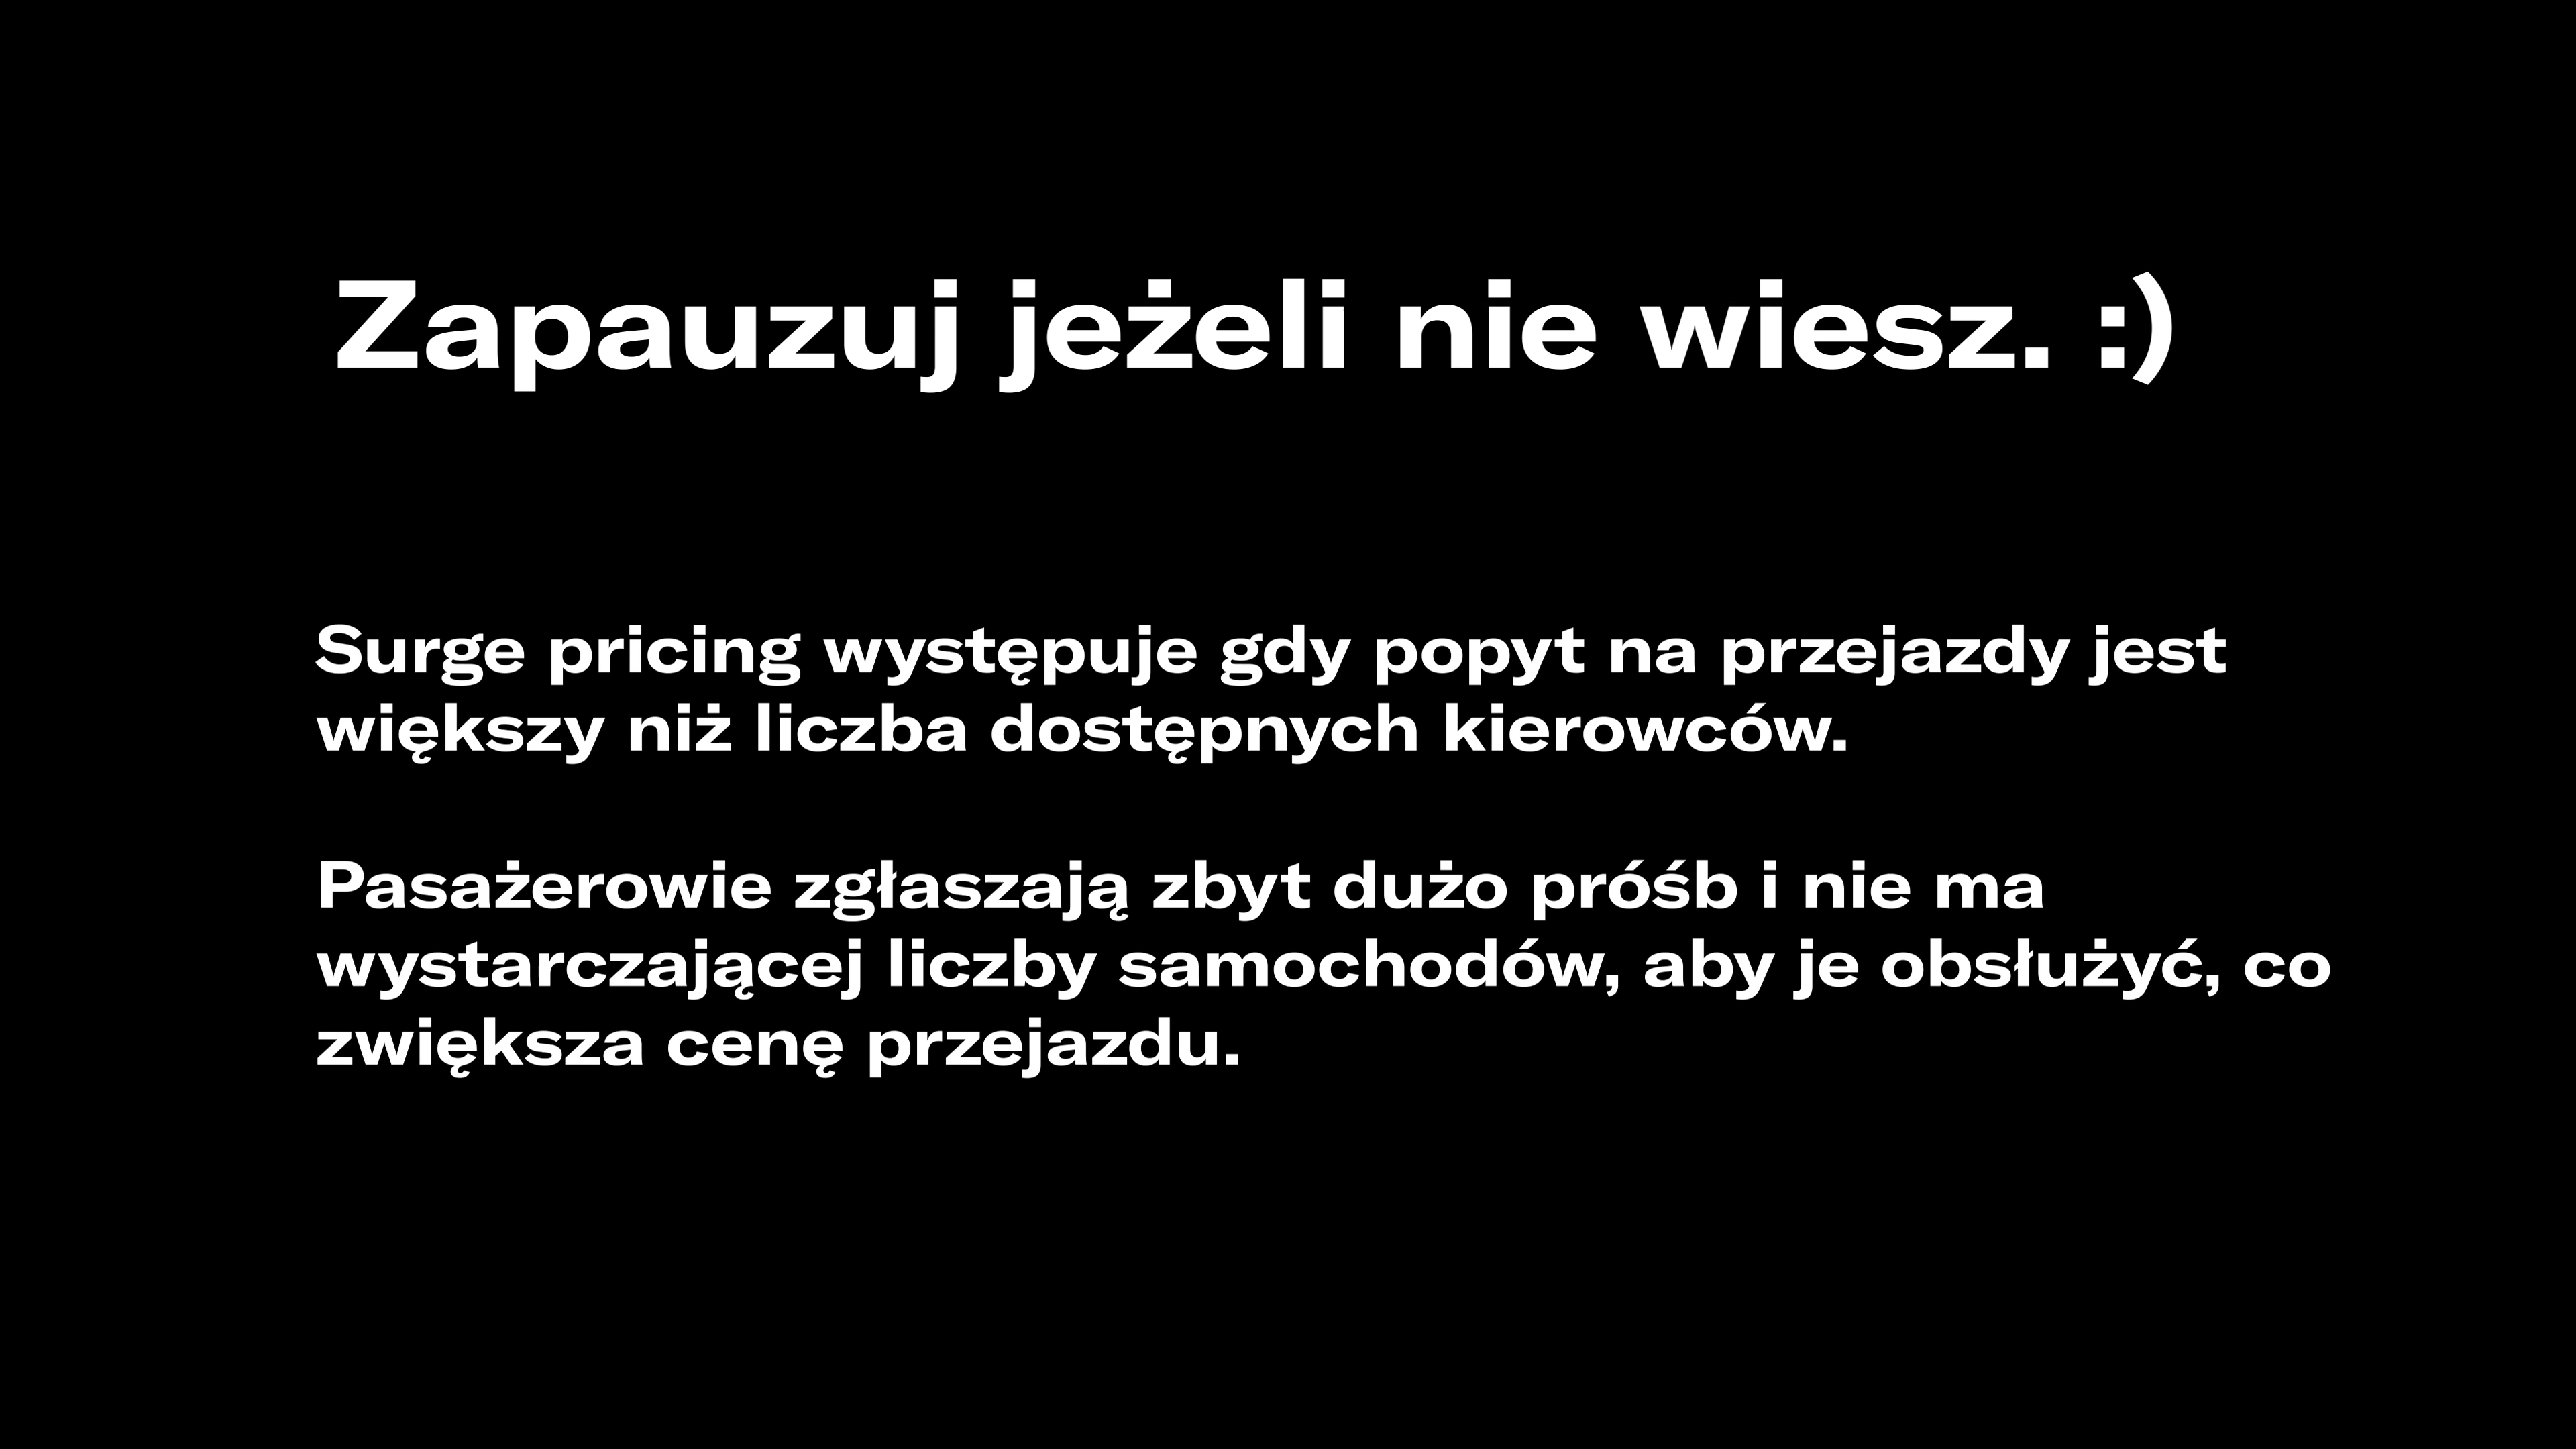 Zapauzuj jeżeli nie wiesz. :)
Surge pricing występuje gdy popyt na przejazdy jest
większy niż liczba dostępnych kierowców.
Pasażerowie zgłaszają zbyt dużo próśb i nie ma
wystarczającej liczby samochodów, aby je obsłużyć, co
zwiększa cenę przejazdu.